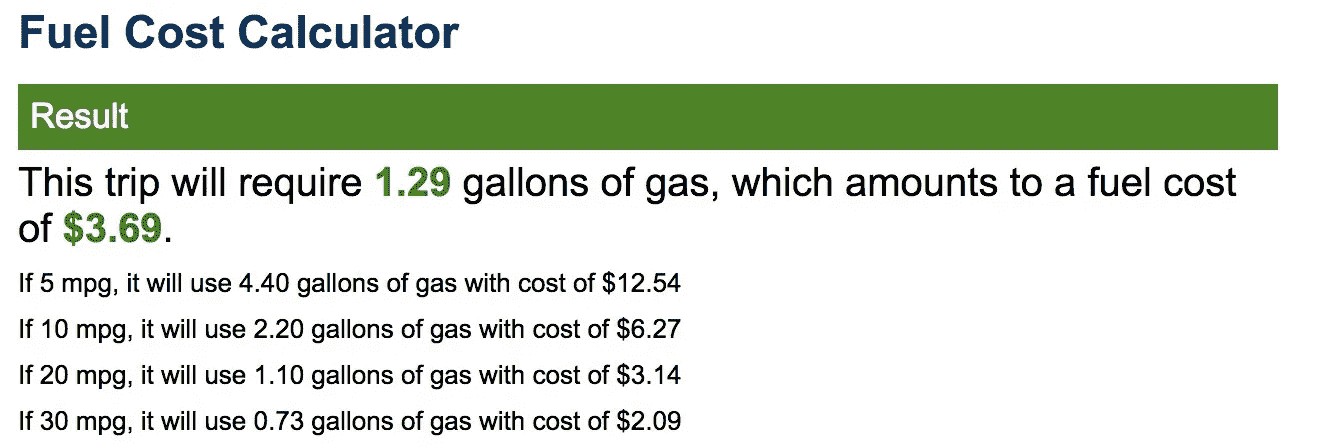 Fuel Cost Calculator
Result
This trip will require 1.29 gallons of gas, which amounts to a fuel cost
of $3.69.
If 5 mpg, it will use 4.40 gallons of gas with cost of $12.54
If 10 mpg, it will use 2.20 gallons of gas with cost of $6.27
If 20 mpg, it will use 1.10 gallons of gas with cost of $3.14
If 30 mpg, it will use 0.73 gallons of gas with cost of $2.09